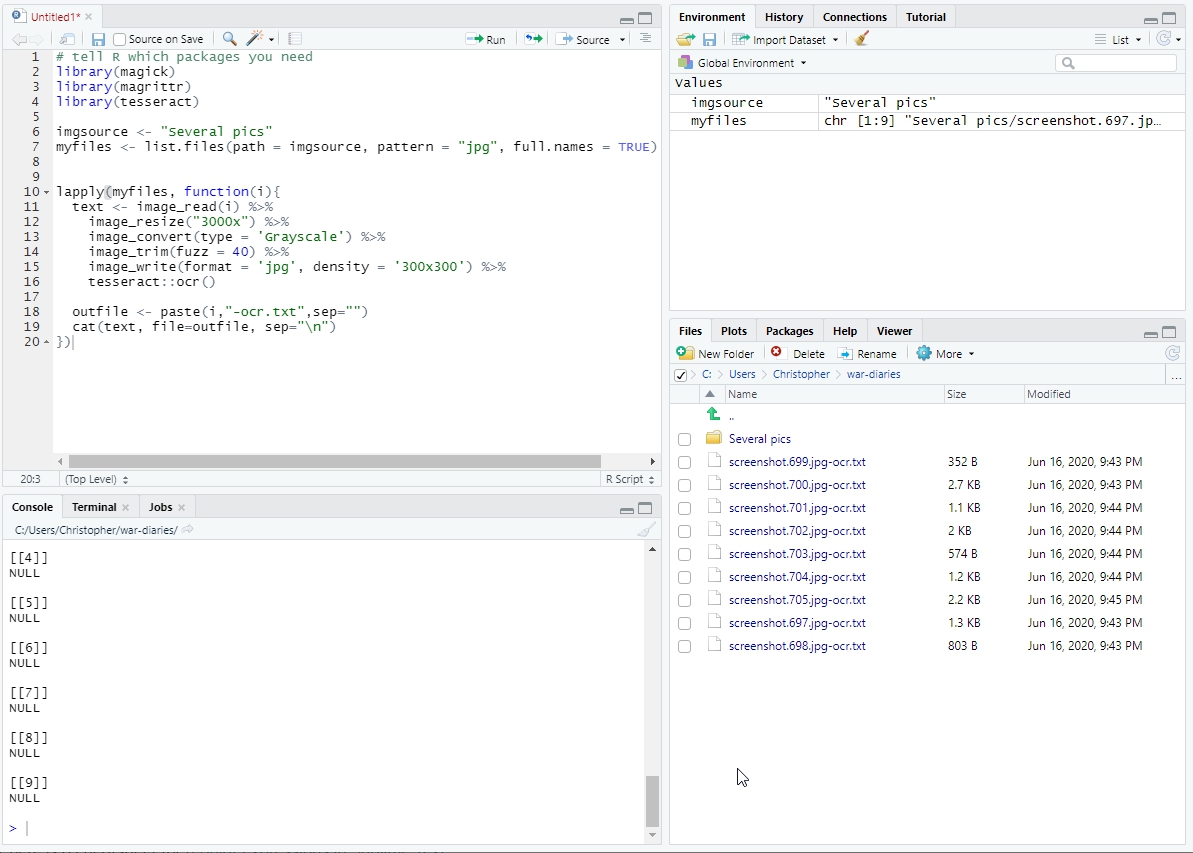 Untitled1*
Source on Save
Run
Source
1 # tell R which packages you need
2 library(magick)
3 library(magrittr)
4 library(tesseract)
5
6 imgsource <- "Several pics"
7 myfiles <- list.files(path = imgsource, pattern = "jpg", full.names = TRUE)
8
9
10 lapply(myfiles, function(i){
11   text <- image_read(i) %>%
12     image_resize("3000x") %>%
13     image_convert(type = 'Grayscale') %>%
14     image_trim(fuzz = 40) %>%
15     image_write(format = 'jpg', density = '300x300') %>%
16     tesseract::ocr()
17
18   outfile <- paste(i,"-ocr.txt",sep="")
19   cat(text, file=outfile, sep="\n")
20 })
20:3 (Top Level) R Script
Console Terminal Jobs
C:/Users/Christopher/war-diaries/
[[4]]
NULL
[[5]]
NULL
[[6]]
NULL
[[7]]
NULL
[[8]]
NULL
[[9]]
NULL
>
Environment History Connections Tutorial
Import Dataset List
Global Environment
Values
imgsource "Several pics"
myfiles chr [1:9] "Several pics/screenshot.697.jp…
Files Plots Packages Help Viewer
New Folder Delete Rename More
C: > Users > Christopher > war-diaries ...
Name Size Modified
..
Several pics
screenshot.699.jpg-ocr.txt 352 B Jun 16, 2020, 9:43 PM
screenshot.700.jpg-ocr.txt 2.7 KB Jun 16, 2020, 9:43 PM
screenshot.701.jpg-ocr.txt 1.1 KB Jun 16, 2020, 9:44 PM
screenshot.702.jpg-ocr.txt 2 KB Jun 16, 2020, 9:44 PM
screenshot.703.jpg-ocr.txt 574 B Jun 16, 2020, 9:44 PM
screenshot.704.jpg-ocr.txt 1.2 KB Jun 16, 2020, 9:44 PM
screenshot.705.jpg-ocr.txt 2.2 KB Jun 16, 2020, 9:45 PM
screenshot.697.jpg-ocr.txt 1.3 KB Jun 16, 2020, 9:43 PM
screenshot.698.jpg-ocr.txt 803 B Jun 16, 2020, 9:43 PM